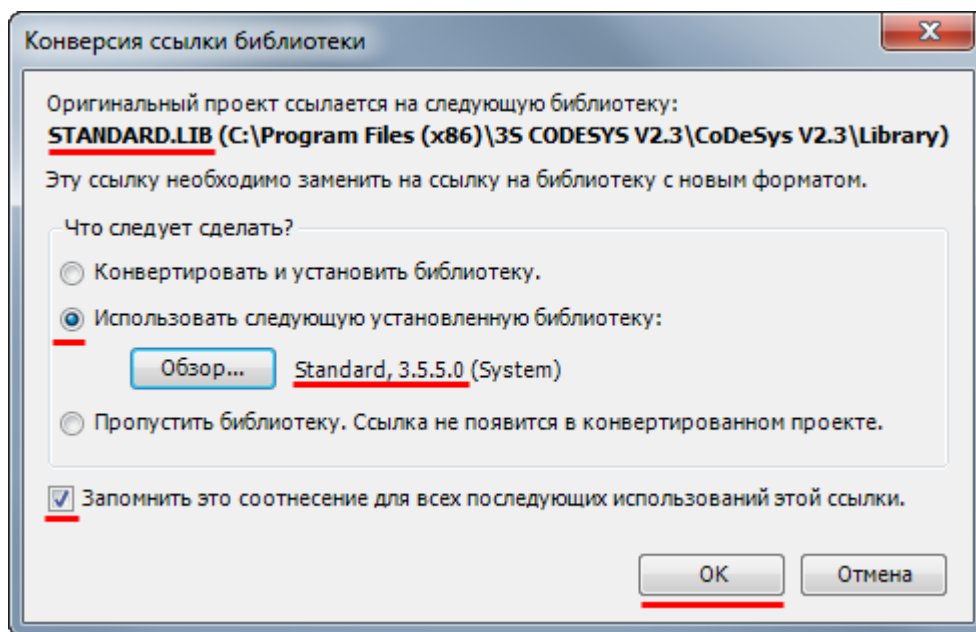 Конверсия ссылки библиотеки
Оригинальный проект ссылается на следующую библиотеку:
STANDARD.LIB (C:\Program Files (x86)\3S CODESYS V2.3\CoDeSys V2.3\Library)
Эту ссылку необходимо заменить на ссылку на библиотеку с новым форматом.
Что следует сделать?
Конвертировать и установить библиотеку.
Использовать следующую установленную библиотеку:
Обзор... Standard, 3.5.5.0 (System)
Пропустить библиотеку. Ссылка не появится в конвертированном проекте.
Запомнить это соотнесение для всех последующих использований этой ссылки.
OK Отмена